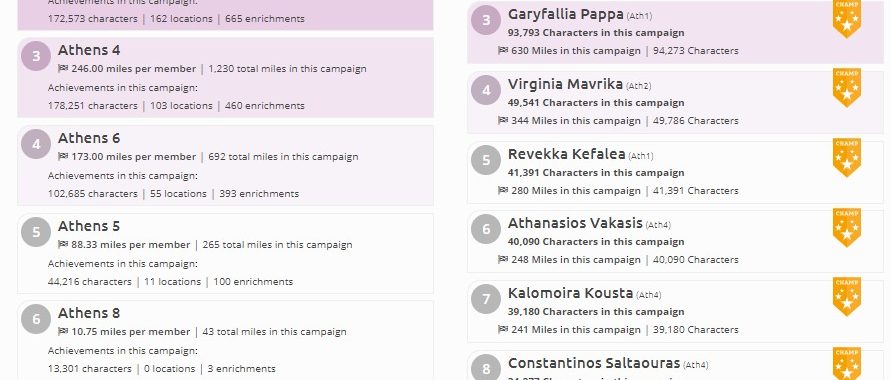 Achievements in this campaign:
172,573 characters | 162 locations | 665 enrichments
3
Athens 4
246.00 miles per member | 1,230 total miles in this campaign
Achievements in this campaign:
178,251 characters | 103 locations | 460 enrichments
4
Athens 6
173.00 miles per member | 692 total miles in this campaign
Achievements in this campaign:
102,685 characters | 55 locations | 393 enrichments
5
Athens 5
88.33 miles per member | 265 total miles in this campaign
Achievements in this campaign:
44,216 characters | 11 locations | 100 enrichments
6
Athens 8
10.75 miles per member | 43 total miles in this campaign
Achievements in this campaign:
13,301 characters | 0 locations | 3 enrichments
3
Garyfallia Pappa (Ath1)
CHAMP
93,793 Characters in this campaign
630 Miles in this campaign | 94,273 Characters
4
Virginia Mavrika (Ath2)
CHAMP
49,541 Characters in this campaign
344 Miles in this campaign | 49,786 Characters
5
Revekka Kefalea (Ath1)
CHAMP
41,391 Characters in this campaign
280 Miles in this campaign | 41,391 Characters
6
Athanasios Vakasis (Ath4)
CHAMP
40,090 Characters in this campaign
248 Miles in this campaign | 40,090 Characters
7
Kalomoira Kousta (Ath4)
CHAMP
39,180 Characters in this campaign
241 Miles in this campaign | 39,180 Characters
8
Constantinos Saltaouras (Ath4)
CHAMP
Characters in this campaign